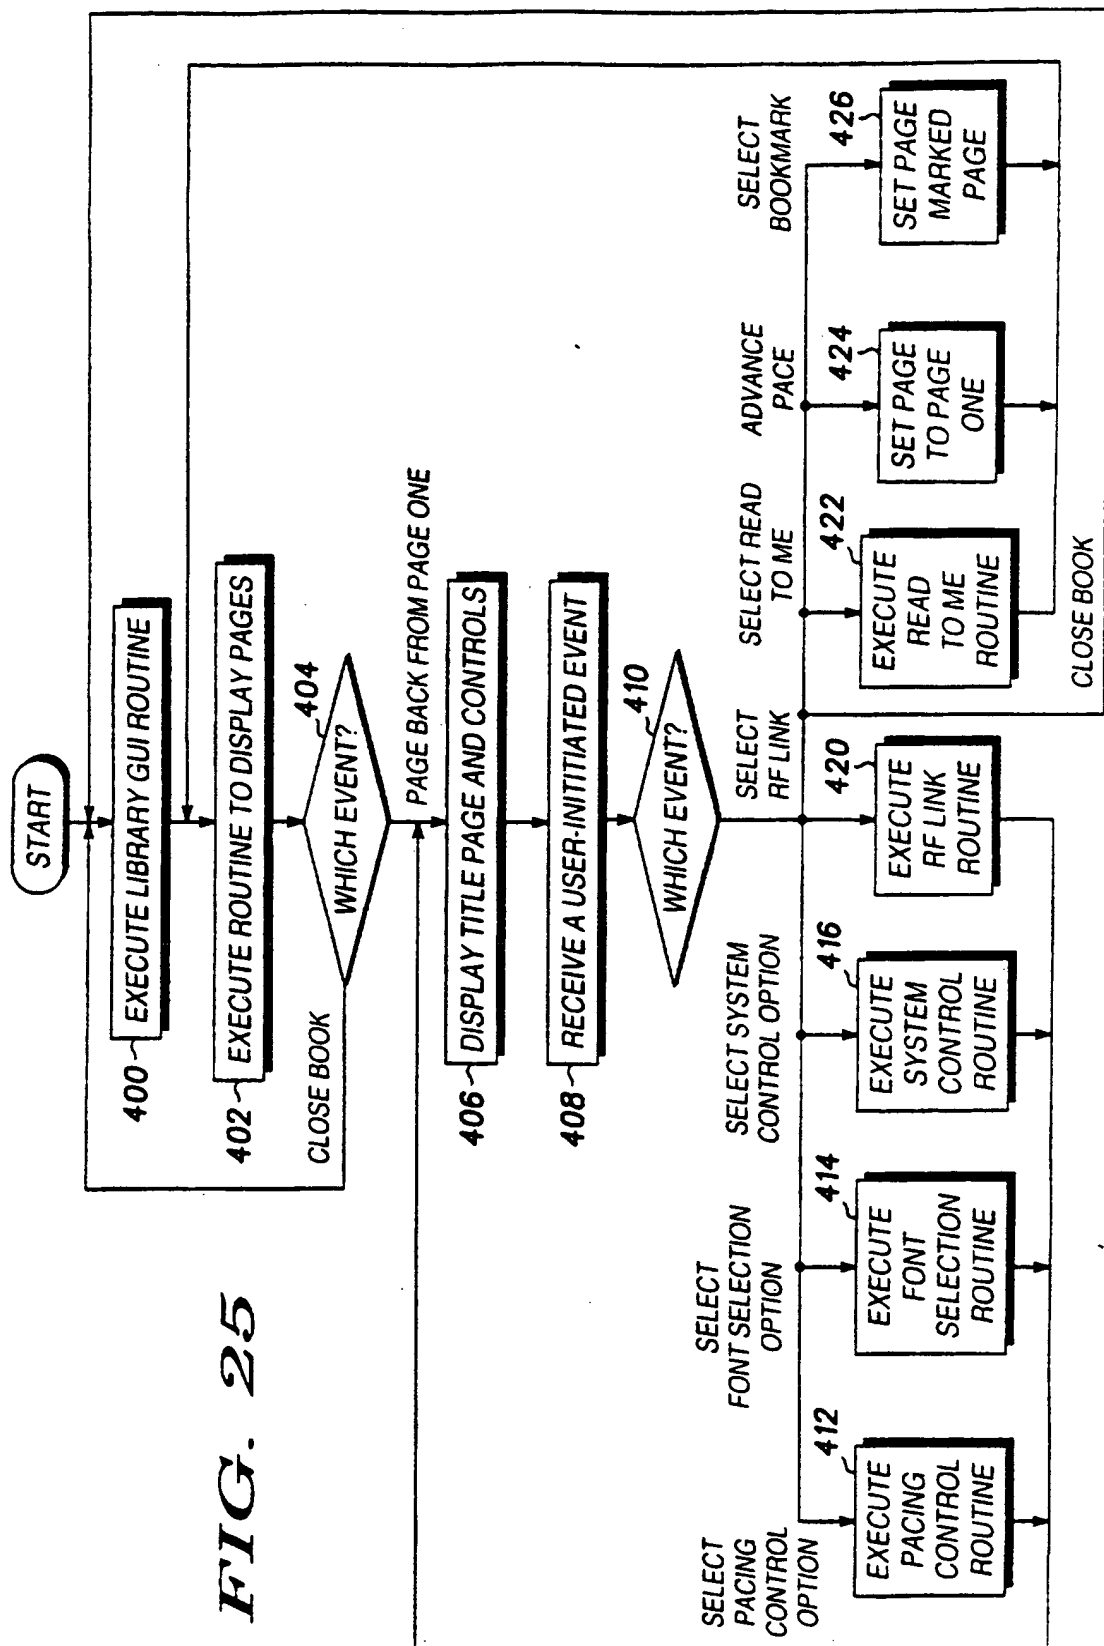 START
400
EXECUTE LIBRARY GUI ROUTINE
402
EXECUTE ROUTINE TO DISPLAY PAGES
404
WHICH EVENT?
CLOSE BOOK
PAGE BACK FROM PAGE ONE
406
DISPLAY TITLE PAGE AND CONTROLS
408
RECEIVE A USER-INITITIATED EVENT
410
WHICH EVENT?
SELECT
PACING
CONTROL
OPTION
412
EXECUTE
PACING
CONTROL
ROUTINE
SELECT
FONT SELECTION
OPTION
414
EXECUTE
FONT
SELECTION
ROUTINE
SELECT SYSTEM
CONTROL OPTION
416
EXECUTE
SYSTEM
CONTROL
ROUTINE
SELECT
RF LINK
420
EXECUTE
RF LINK
ROUTINE
CLOSE BOOK
SELECT READ
TO ME
422
EXECUTE
READ
TO ME
ROUTINE
ADVANCE
PACE
424
SET PAGE
TO PAGE
ONE
SELECT
BOOKMARK
426
SET PAGE
MARKED
PAGE
FIG. 25